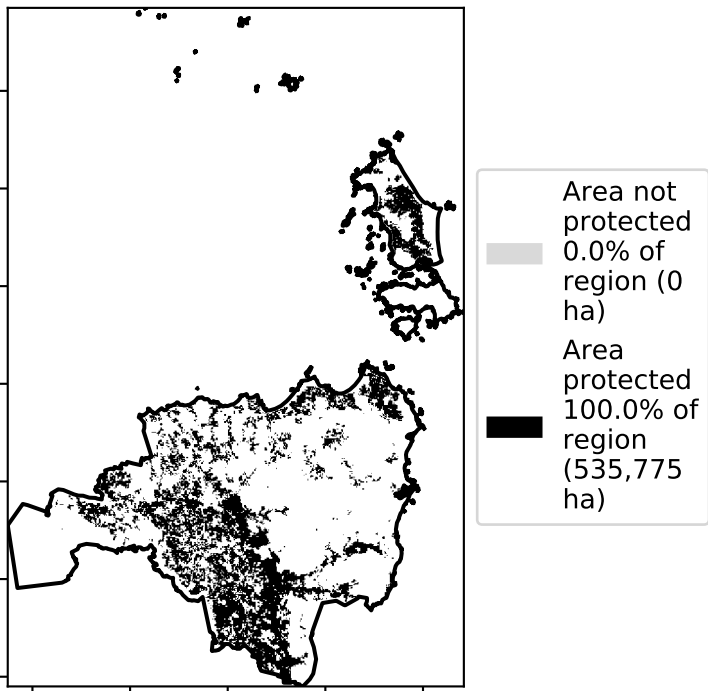 Area not
protected
0.0% of
region (0
ha)
Area
protected
100.0% of
region
(535,775
ha)